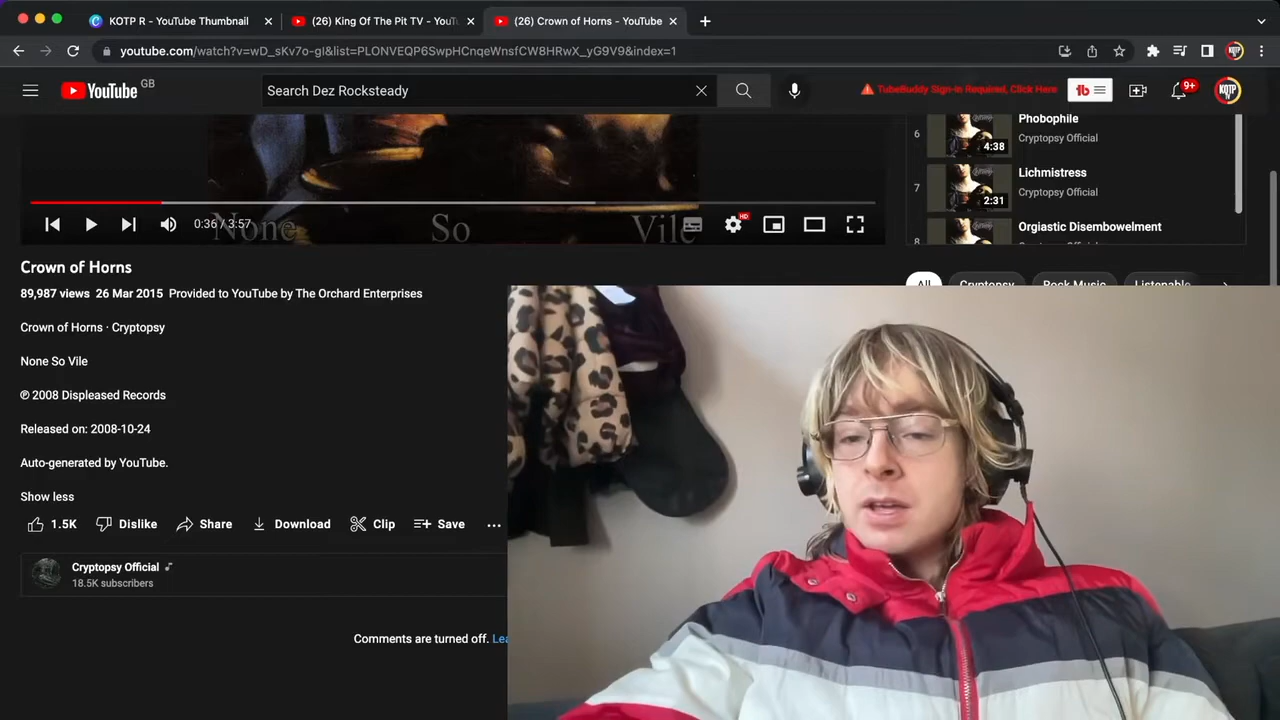 KOTP R - YouTube Thumbnail
(26) King Of The Pit TV - YouTu
(26) Crown of Horns - YouTube
youtube.com/watch?v=wD_sKv7o-gI&list=PLONVEQP6SwpHCnqeWnsfCW8HRwX_yG9V9&index=1
YouTube GB
Search Dez Rocksteady
TubeBuddy Sign-In Required, Click Here
tb
9+
KOTP TV
6
Phobophile
Cryptopsy Official
4:38
7
Lichmistress
Cryptopsy Official
2:31
8
Orgiastic Disembowelment
None So Vile
0:36 / 3:57
HD
Crown of Horns
89,987 views 26 Mar 2015 Provided to YouTube by The Orchard Enterprises
All Cryptopsy Rock Music Listenable
Crown of Horns · Cryptopsy
None So Vile
℗ 2008 Displeased Records
Released on: 2008-10-24
Auto-generated by YouTube.
Show less
1.5K Dislike Share Download Clip Save
Cryptopsy Official
18.5K subscribers
Comments are turned off. Lea